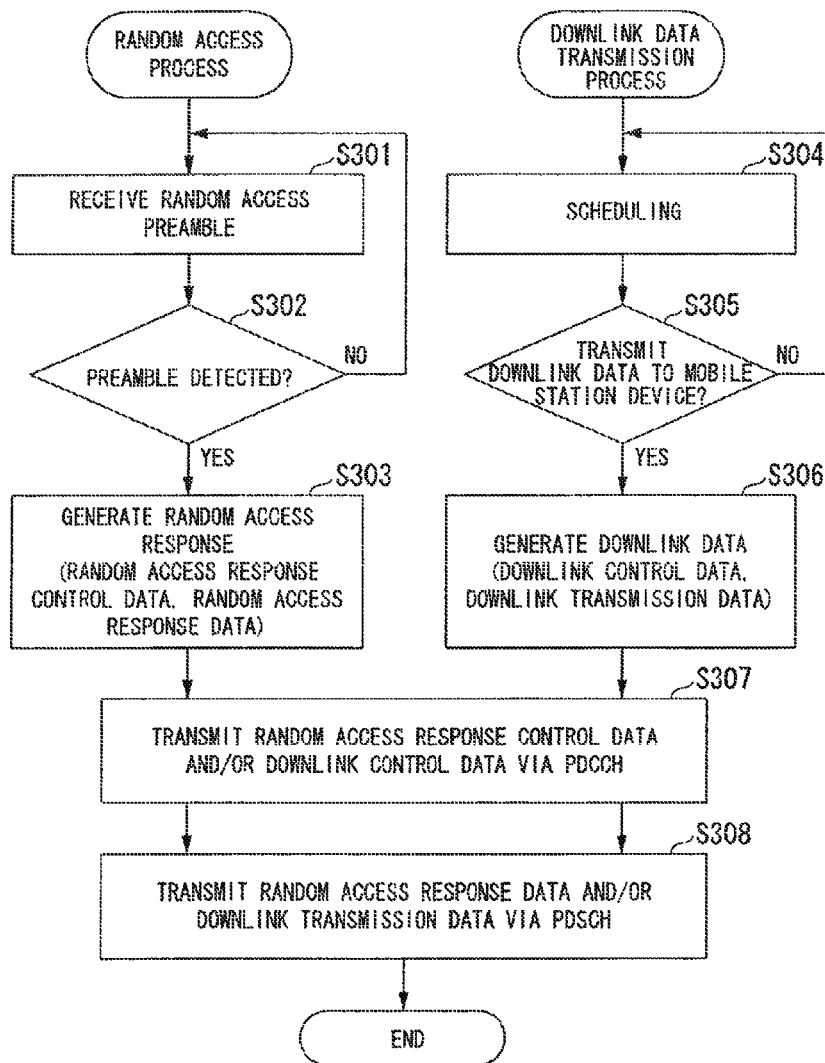 RANDOM ACCESS
PROCESS
DOWNLINK DATA
TRANSMISSION
PROCESS
S301
RECEIVE RANDOM ACCESS
PREAMBLE
S304
SCHEDULING
S302
PREAMBLE DETECTED?
NO
YES
S305
TRANSMIT
DOWNLINK DATA TO MOBILE
STATION DEVICE?
NO
YES
S303
GENERATE RANDOM ACCESS
RESPONSE
(RANDOM ACCESS RESPONSE
CONTROL DATA, RANDOM ACCESS
RESPONSE DATA)
S306
GENERATE DOWNLINK DATA
(DOWNLINK CONTROL DATA,
DOWNLINK TRANSMISSION DATA)
S307
TRANSMIT RANDOM ACCESS RESPONSE CONTROL DATA
AND/OR DOWNLINK CONTROL DATA VIA PDCCH
S308
TRANSMIT RANDOM ACCESS RESPONSE DATA AND/OR
DOWNLINK TRANSMISSION DATA VIA PDSCH
END